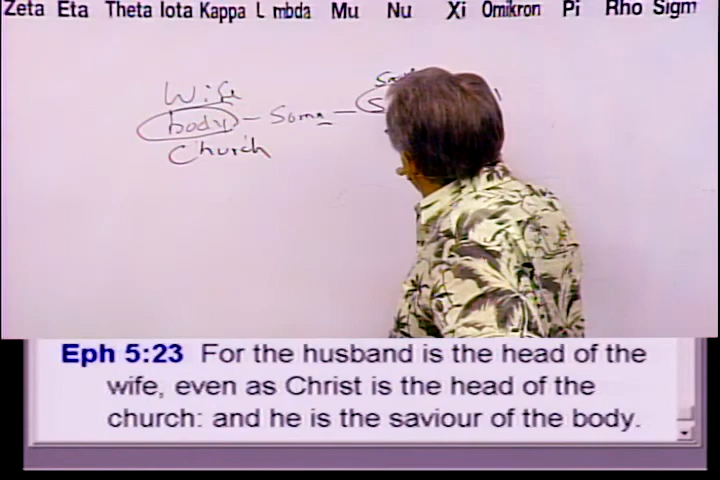 Zeta Eta Theta Iota Kappa L mbda Mu Nu Xi Omikron Pi Rho Sigm
Wife
body - Soma -
Church
Eph 5:23 For the husband is the head of the
wife, even as Christ is the head of the
church: and he is the saviour of the body.